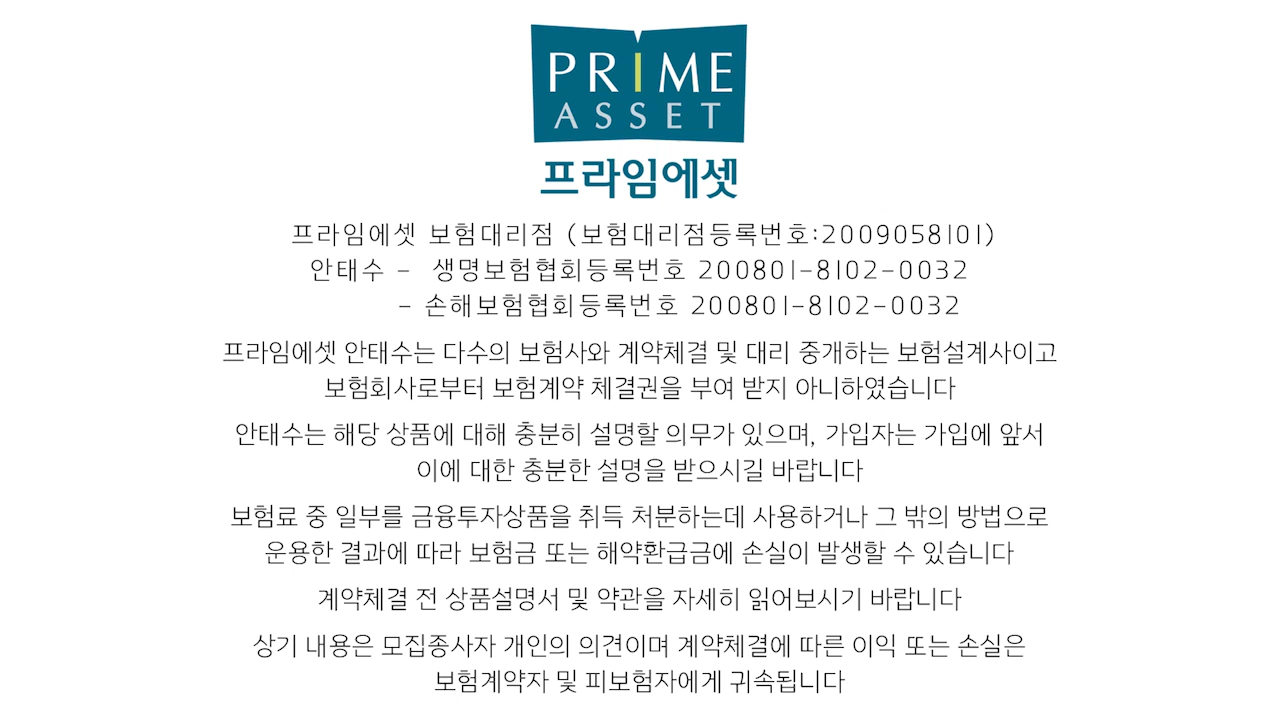 PRIME
ASSET
프라임에셋
프라임에셋 보험대리점 (보험대리점등록번호:2009058101)
안태수 - 생명보험협회등록번호 200801-8102-0032
- 손해보험협회등록번호 200801-8102-0032
프라임에셋 안태수는 다수의 보험사와 계약체결 및 대리 중개하는 보험설계사이고
보험회사로부터 보험계약 체결권을 부여 받지 아니하였습니다
안태수는 해당 상품에 대해 충분히 설명할 의무가 있으며, 가입자는 가입에 앞서
이에 대한 충분한 설명을 받으시길 바랍니다
보험료 중 일부를 금융투자상품을 취득 처분하는데 사용하거나 그 밖의 방법으로
운용한 결과에 따라 보험금 또는 해약환급금에 손실이 발생할 수 있습니다
계약체결 전 상품설명서 및 약관을 자세히 읽어보시기 바랍니다
상기 내용은 모집종사자 개인의 의견이며 계약체결에 따른 이익 또는 손실은
보험계약자 및 피보험자에게 귀속됩니다